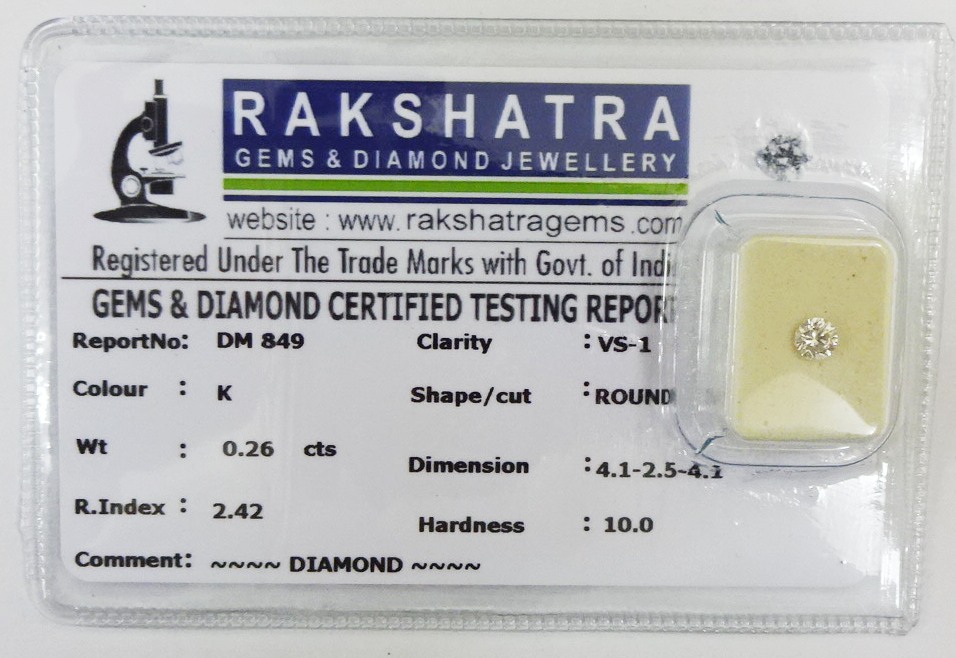 RAKSHATRA
GEMS & DIAMOND JEWELLERY
website : www.rakshatragems.com
Registered Under The Trade Marks with Govt. of Indi
GEMS & DIAMOND CERTIFIED TESTING REPOR
ReportNo: DM 849 Clarity : VS-1
Colour : K Shape/cut : ROUND
Wt : 0.26 cts Dimension : 4.1-2.5-4.1
R.Index : 2.42 Hardness : 10.0
Comment: ~~~~ DIAMOND ~~~~